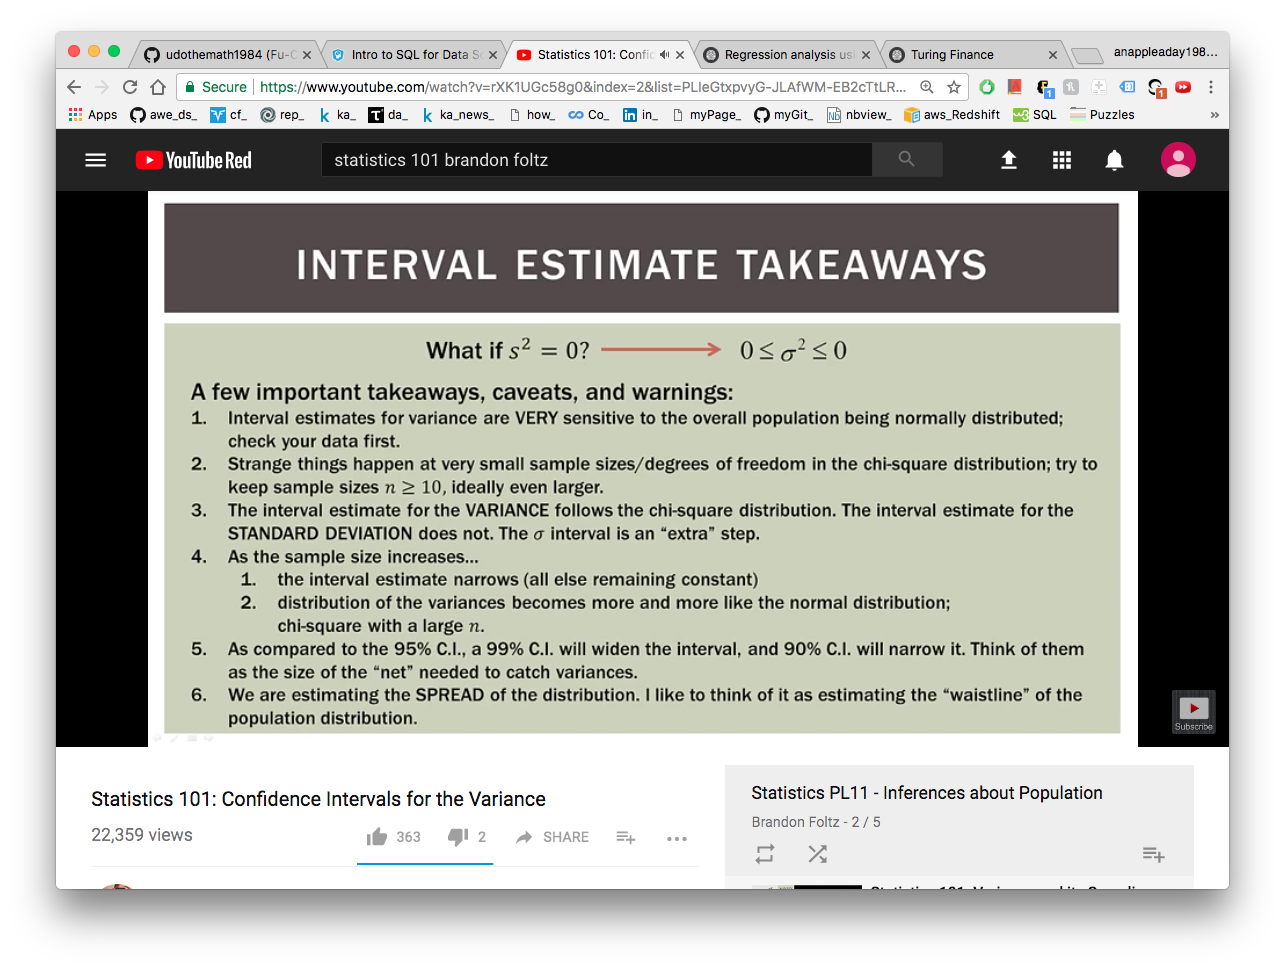 udothemath1984 (Fu-C
Intro to SQL for Data Sc
Statistics 101: Confid
Regression analysis us
Turing Finance
anappleaday198...
Secure
https://www.youtube.com/watch?v=rXK1UGc58g0&index=2&list=PLIeGtxpvyG-JLAfWM-EB2cTtLR...
Apps
awe_ds_
cf_
rep_
ka_
da_
ka_news_
how_
Co_
in_
myPage_
myGit_
nbview_
aws_Redshift
SQL
Puzzles
»
YouTube Red
statistics 101 brandon foltz
INTERVAL ESTIMATE TAKEAWAYS
What if s² = 0? → 0 ≤ σ² ≤ 0
A few important takeaways, caveats, and warnings:
1. Interval estimates for variance are VERY sensitive to the overall population being normally distributed;
check your data first.
2. Strange things happen at very small sample sizes/degrees of freedom in the chi-square distribution; try to
keep sample sizes n ≥ 10, ideally even larger.
3. The interval estimate for the VARIANCE follows the chi-square distribution. The interval estimate for the
STANDARD DEVIATION does not. The σ interval is an “extra” step.
4. As the sample size increases...
1. the interval estimate narrows (all else remaining constant)
2. distribution of the variances becomes more and more like the normal distribution;
chi-square with a large n.
5. As compared to the 95% C.I., a 99% C.I. will widen the interval, and 90% C.I. will narrow it. Think of them
as the size of the “net” needed to catch variances.
6. We are estimating the SPREAD of the distribution. I like to think of it as estimating the “waistline” of the
population distribution.
Subscribe
Statistics 101: Confidence Intervals for the Variance
22,359 views
363
2
SHARE
Statistics PL11 - Inferences about Population
Brandon Foltz - 2 / 5